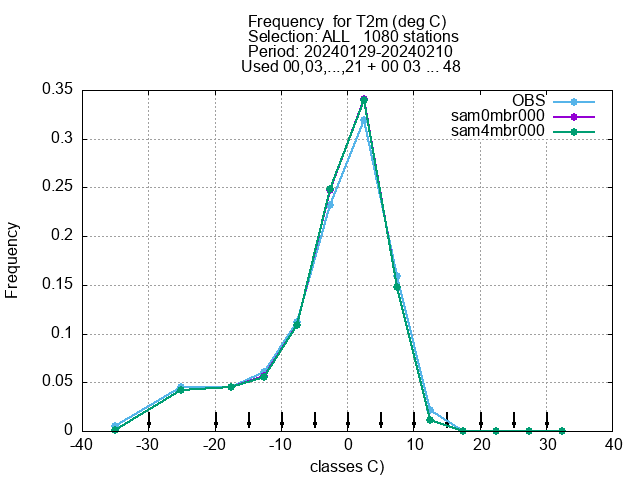 Frequency  for T2m (deg C)
Selection: ALL   1080 stations
Period: 20240129-20240210
Used 00,03,...,21 + 00 03 ... 48
OBS
sam0mbr000
sam4mbr000
0.35
0.3
0.25
0.2
0.15
0.1
0.05
0
Frequency
-40 -30 -20 -10 0 10 20 30 40
classes C)